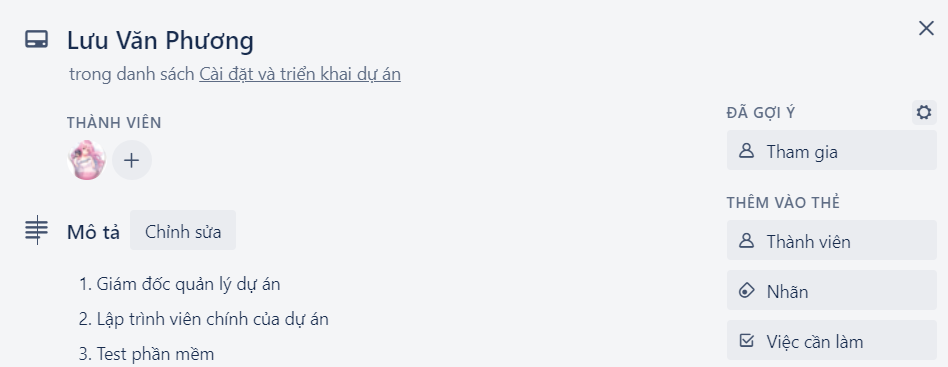 Lưu Văn Phương
trong danh sách Cài đặt và triển khai dự án
THÀNH VIÊN
Mô tả
Chỉnh sửa
1. Giám đốc quản lý dự án
2. Lập trình viên chính của dự án
3. Test phần mềm
ĐÃ GỢI Ý
Tham gia
THÊM VÀO THẺ
Thành viên
Nhãn
Việc cần làm